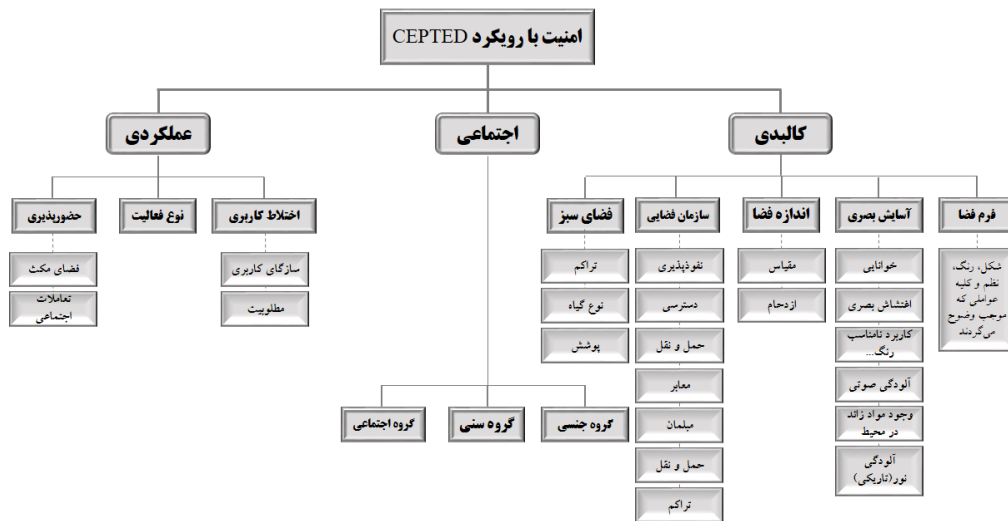 امنیت با رویکرد CEPTED
کالبدی
اجتماعی
عملکردی
فرم فضا
آسایش بصری
اندازه فضا
سازمان فضایی
فضای سبز
اختلاط کاربری
نوع فعالیت
حضورپذیری
شکل، رنگ،
نظم و کلیه
عواملی که
موجب وضوح
می‌گردند
خوانایی
اغتشاش بصری
کاربرد نامناسب
رنگ...
آلودگی صوتی
وجود مواد زائد
در محیط
آلودگی
نور(تاریکی)
مقیاس
ازدحام
نفوذپذیری
دسترسی
حمل و نقل
معابر
مبلمان
حمل و نقل
تراکم
تراکم
نوع گیاه
پوشش
سازگای کاربری
مطلوبیت
فضای مکث
تعاملات
اجتماعی
گروه جنسی
گروه سنی
گروه اجتماعی